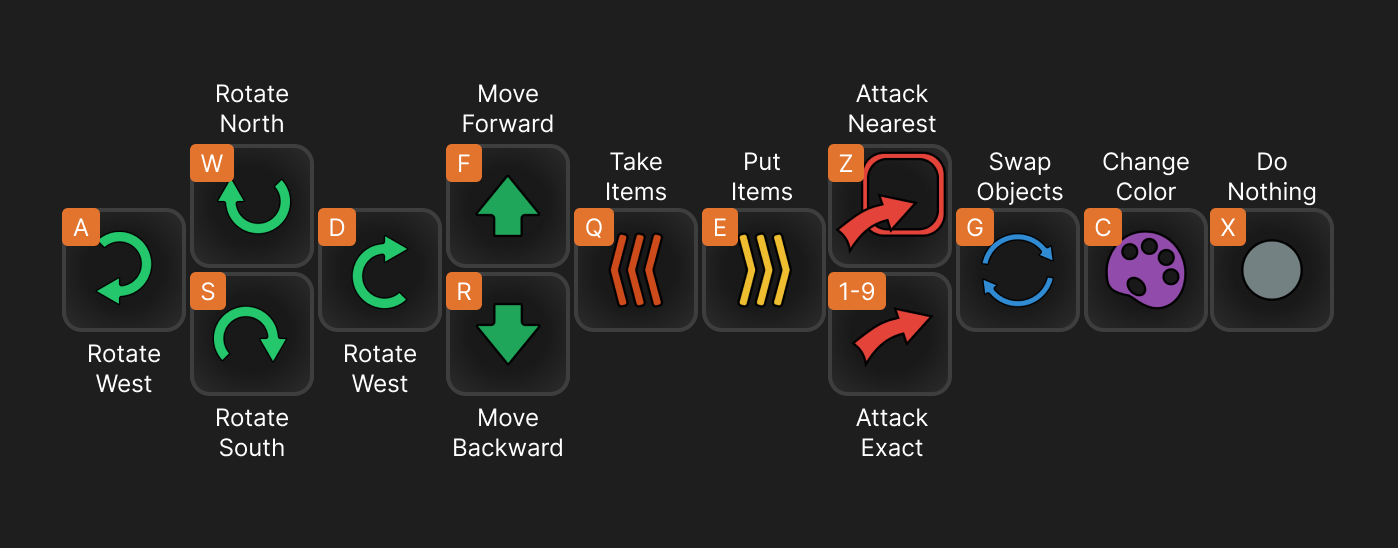 Rotate
North
Move
Forward
Attack
Nearest
W
F
Take
Items
Put
Items
Z
Swap
Objects
Change
Color
Do
Nothing
A
D
Q
E
G
C
X
S
R
1-9
Rotate
West
Rotate
West
Rotate
South
Move
Backward
Attack
Exact